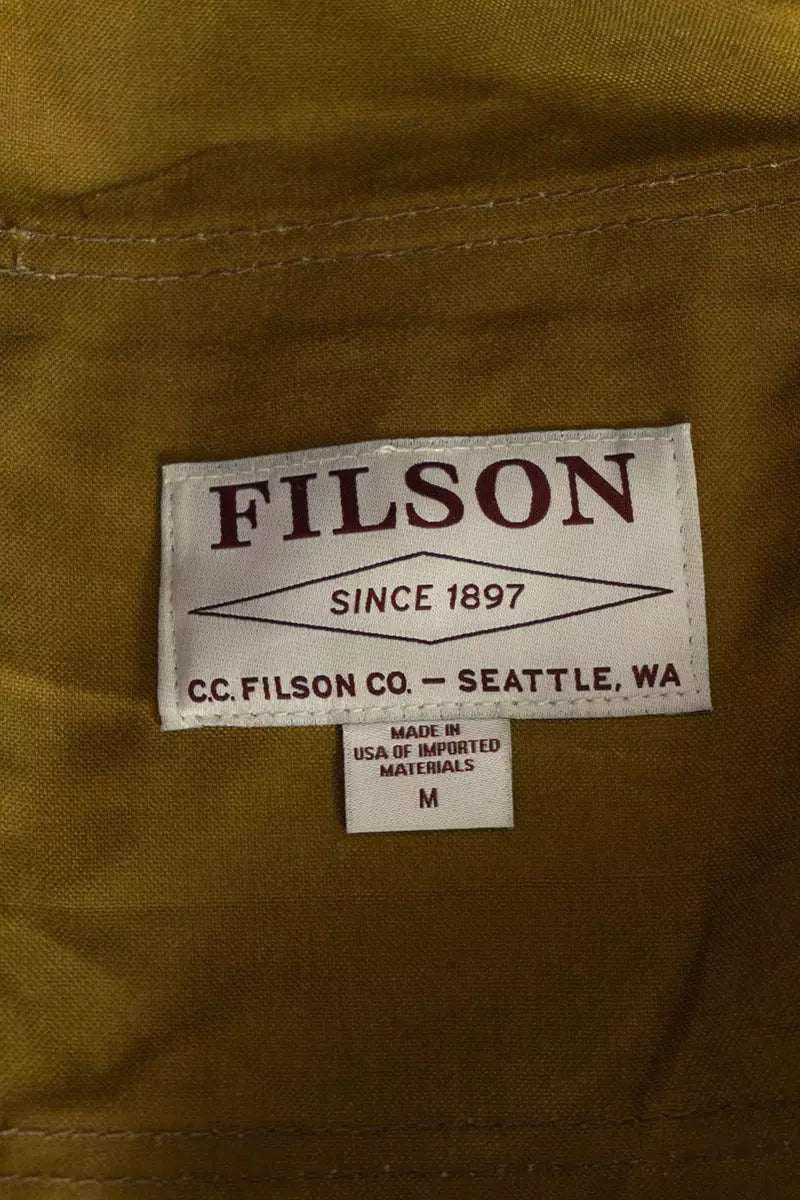 FILSON
SINCE 1897
C.C. FILSON CO. — SEATTLE, WA
MADE IN
USA OF IMPORTED
MATERIALS
M